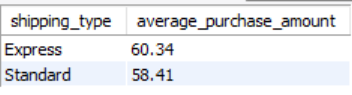 shipping_type average_purchase_amount
Express 60.34
Standard 58.41